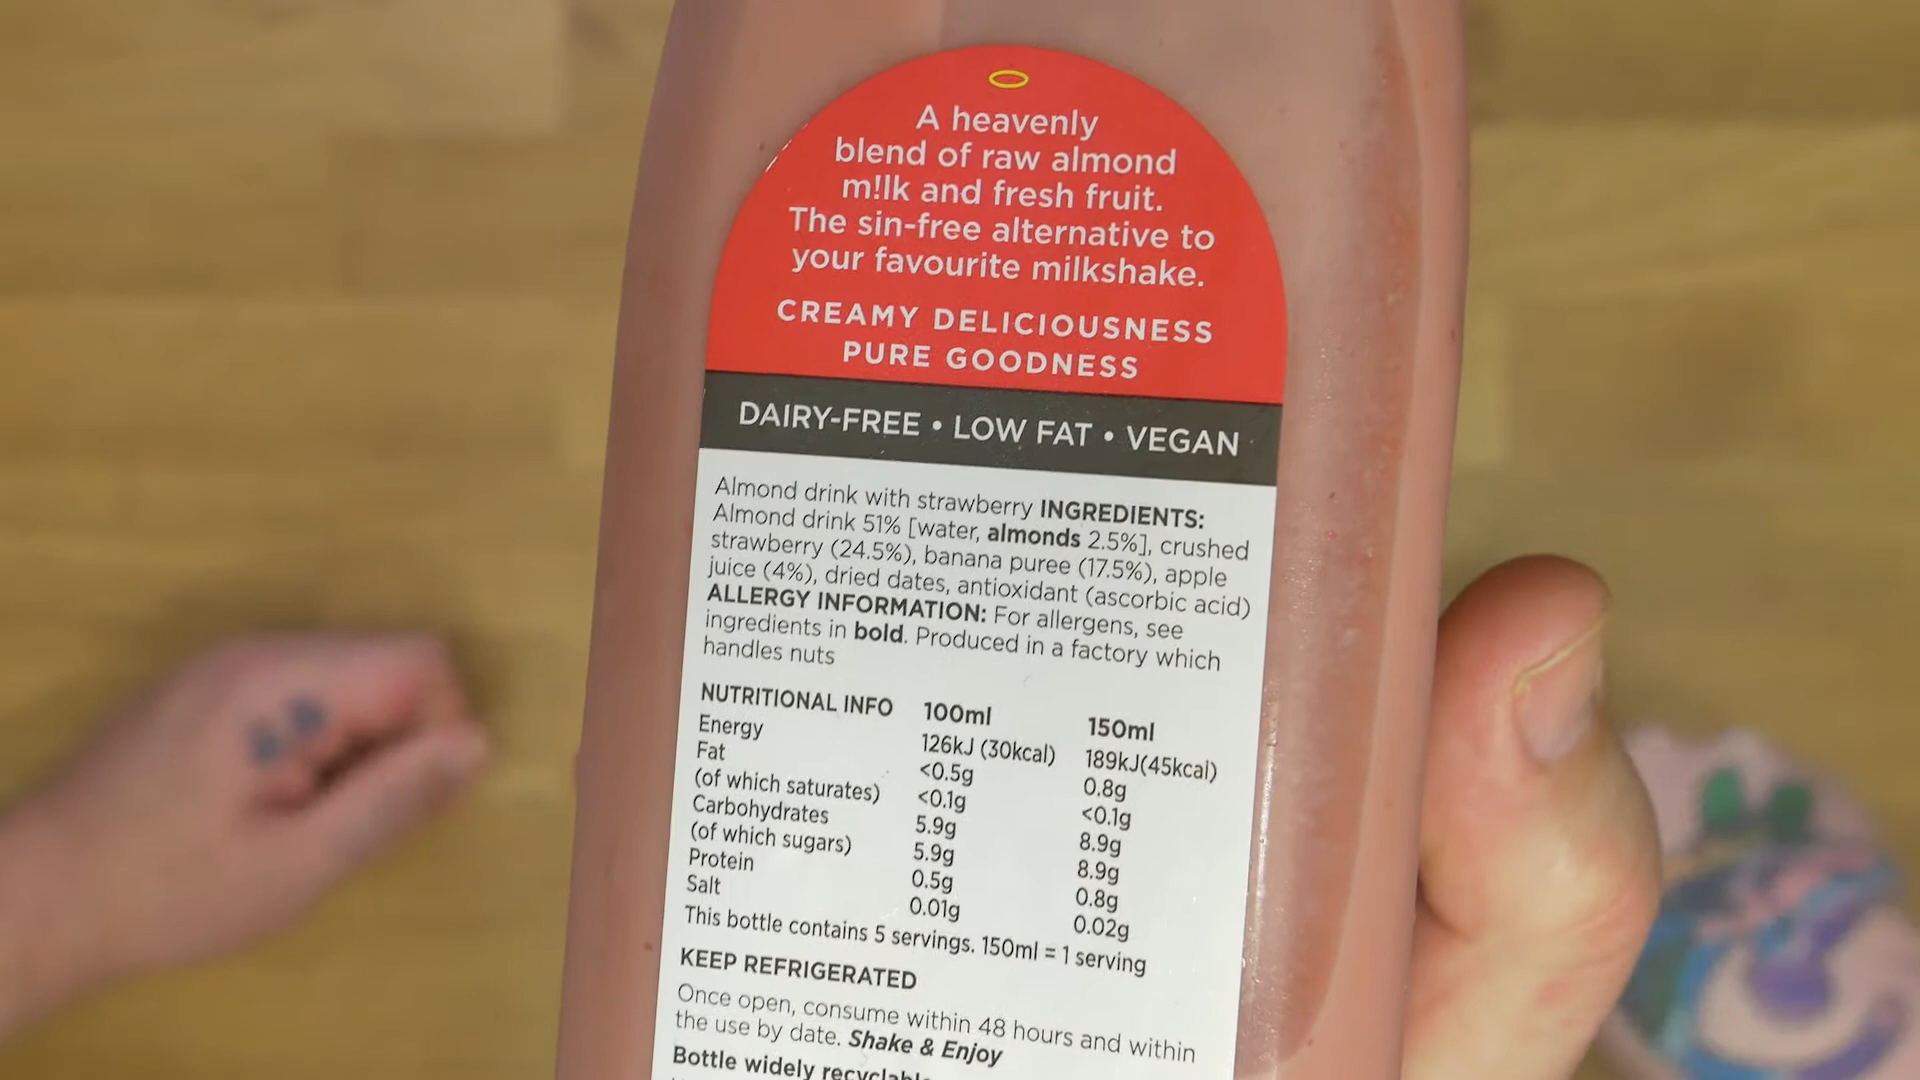 A heavenly
blend of raw almond
m!lk and fresh fruit.
The sin-free alternative to
your favourite milkshake.
CREAMY DELICIOUSNESS
PURE GOODNESS
DAIRY-FREE • LOW FAT • VEGAN
Almond drink with strawberry INGREDIENTS:
Almond drink 51% [water, almonds 2.5%], crushed
strawberry (24.5%), banana puree (17.5%), apple
juice (4%), dried dates, antioxidant (ascorbic acid)
ALLERGY INFORMATION: For allergens, see
ingredients in bold. Produced in a factory which
handles nuts
NUTRITIONAL INFO 100ml 150ml
Energy 126kJ (30kcal) 189kJ(45kcal)
Fat <0.5g 0.8g
(of which saturates) <0.1g <0.1g
Carbohydrates 5.9g 8.9g
(of which sugars) 5.9g 8.9g
Protein 0.5g 0.8g
Salt 0.01g 0.02g
This bottle contains 5 servings. 150ml = 1 serving
KEEP REFRIGERATED
Once open, consume within 48 hours and within
the use by date. Shake & Enjoy
Bottle widely